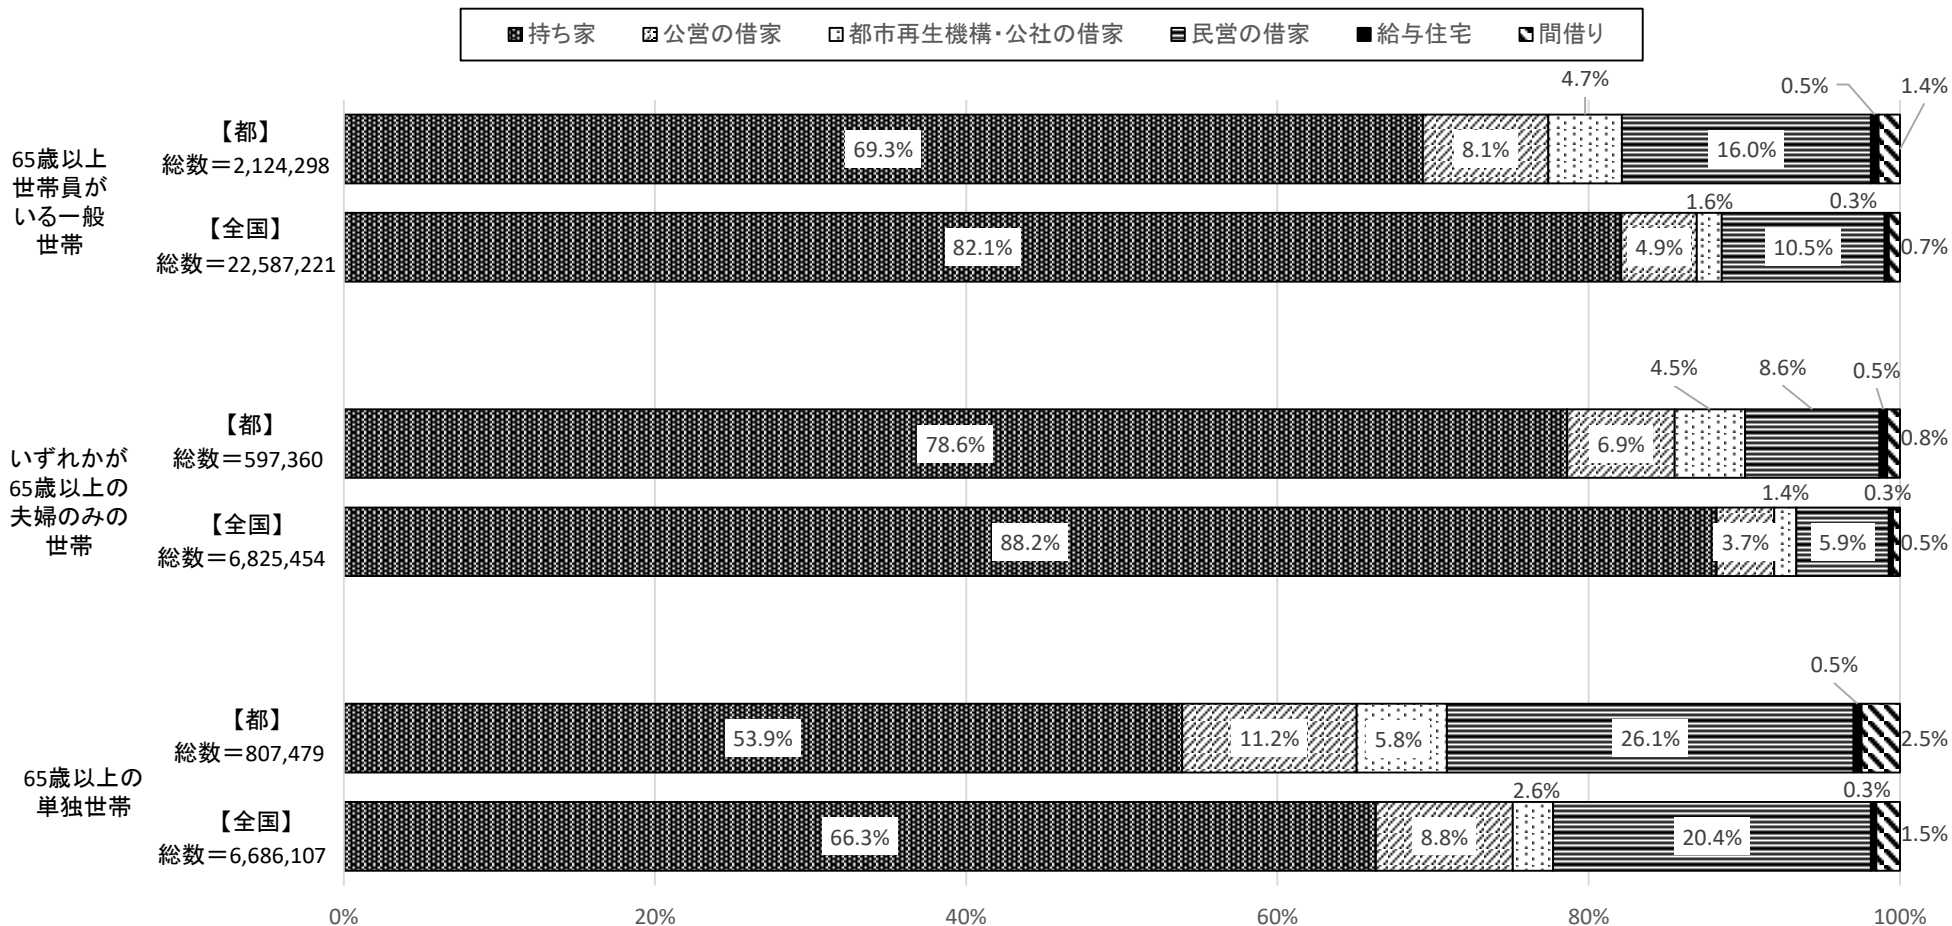 持ち家 公営の借家 都市再生機構・公社の借家 民営の借家 給与住宅 間借り
65歳以上
世帯員が
いる一般
世帯
【都】
総数＝2,124,298
69.3% 8.1% 4.7% 16.0% 0.5% 1.4%
【全国】
総数＝22,587,221
82.1% 4.9% 1.6% 10.5% 0.3% 0.7%
いずれかが
65歳以上の
夫婦のみの
世帯
【都】
総数＝597,360
78.6% 6.9% 4.5% 8.6% 0.5% 0.8%
【全国】
総数＝6,825,454
88.2% 3.7% 1.4% 5.9% 0.3% 0.5%
65歳以上の
単独世帯
【都】
総数＝807,479
53.9% 11.2% 5.8% 26.1% 0.5% 2.5%
【全国】
総数＝6,686,107
66.3% 8.8% 2.6% 20.4% 0.3% 1.5%
0% 20% 40% 60% 80% 100%